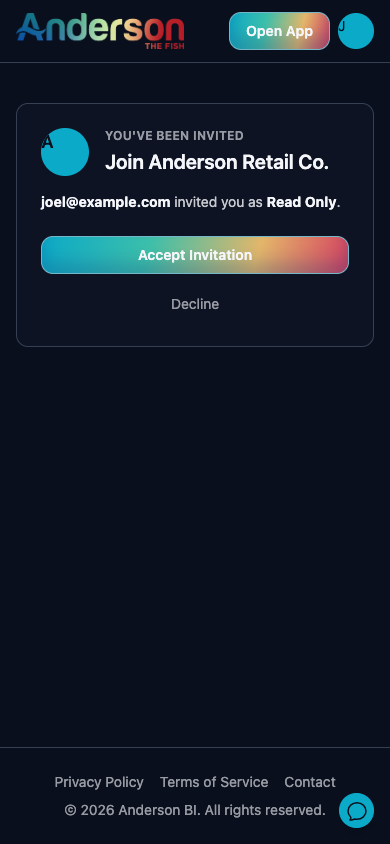 Anderson
THE FISH
Open App
J
A
YOU'VE BEEN INVITED
Join Anderson Retail Co.
joel@example.com invited you as Read Only.
Accept Invitation
Decline
Privacy Policy Terms of Service Contact
© 2026 Anderson BI. All rights reserved.